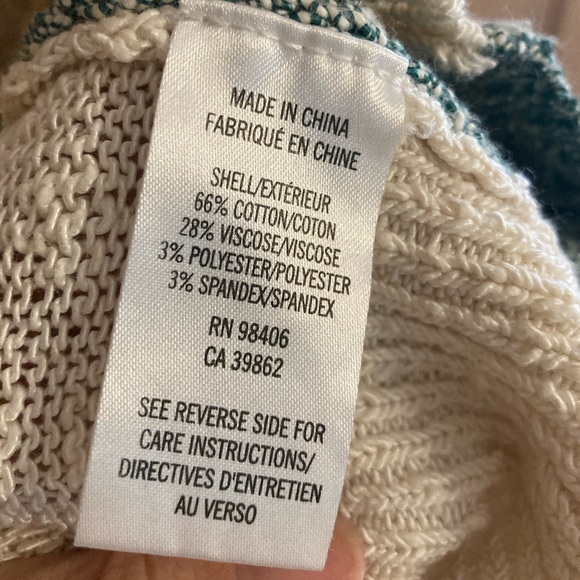 MADE IN CHINA
FABRIQUÉ EN CHINE
SHELL/EXTÉRIEUR
66% COTTON/COTON
28% VISCOSE/VISCOSE
3% POLYESTER/POLYESTER
3% SPANDEX/SPANDEX
RN 98406
CA 39862
SEE REVERSE SIDE FOR
CARE INSTRUCTIONS/
DIRECTIVES D'ENTRETIEN
AU VERSO